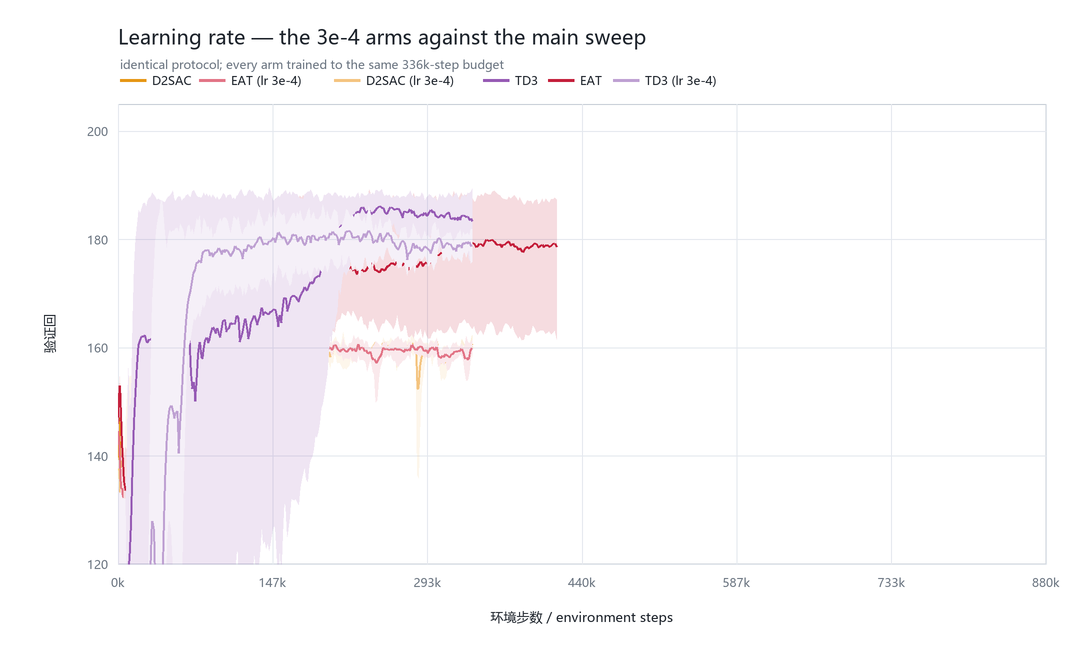 Learning rate — the 3e-4 arms against the main sweep
identical protocol; every arm trained to the same 336k-step budget
D2SAC EAT (lr 3e-4) D2SAC (lr 3e-4) TD3 EAT TD3 (lr 3e-4)
200
180
160
140
120
验证回
0k 147k 293k 440k 587k 733k 880k
环境步数 / environment steps